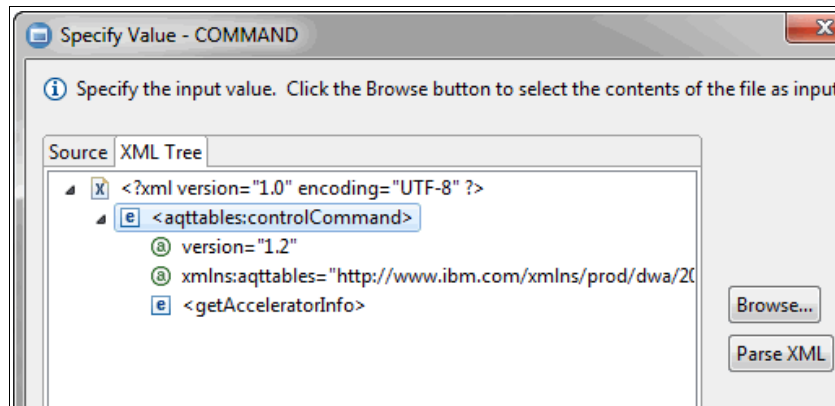 Specify Value - COMMAND
Specify the input value. Click the Browse button to select the contents of the file as input
Source XML Tree
<?xml version="1.0" encoding="UTF-8" ?>
<aqttables:controlCommand>
version="1.2"
xmlns:aqttables="http://www.ibm.com/xmlns/prod/dwa/20
<getAcceleratorInfo>
Browse...
Parse XML